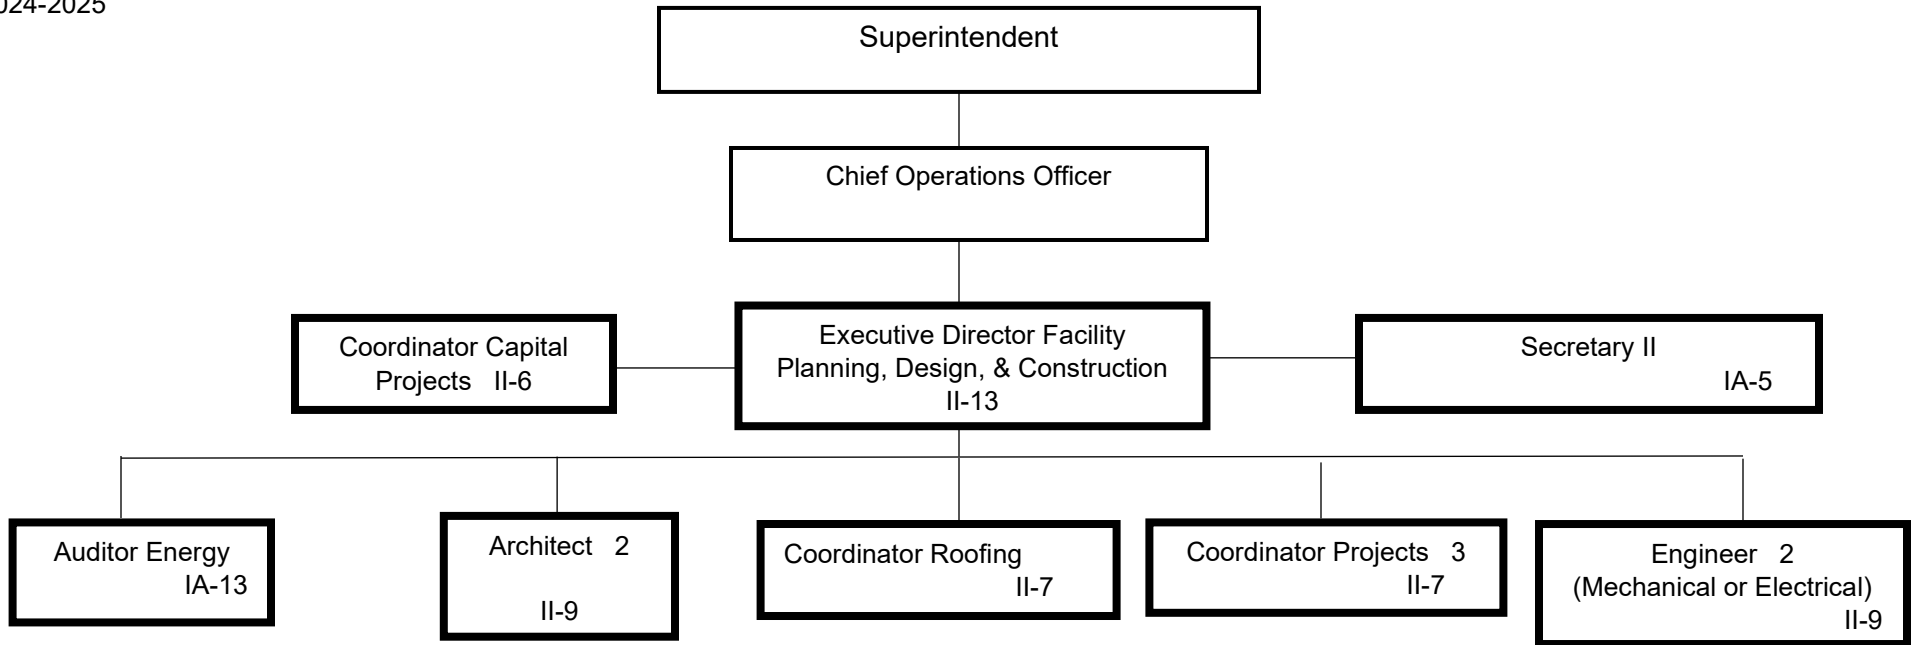 024-2025
Superintendent
Chief Operations Officer
Coordinator Capital
Projects II-6
Executive Director Facility
Planning, Design, & Construction
II-13
Secretary II
IA-5
Auditor Energy
IA-13
Architect 2
II-9
Coordinator Roofing
II-7
Coordinator Projects 3
II-7
Engineer 2
(Mechanical or Electrical)
II-9